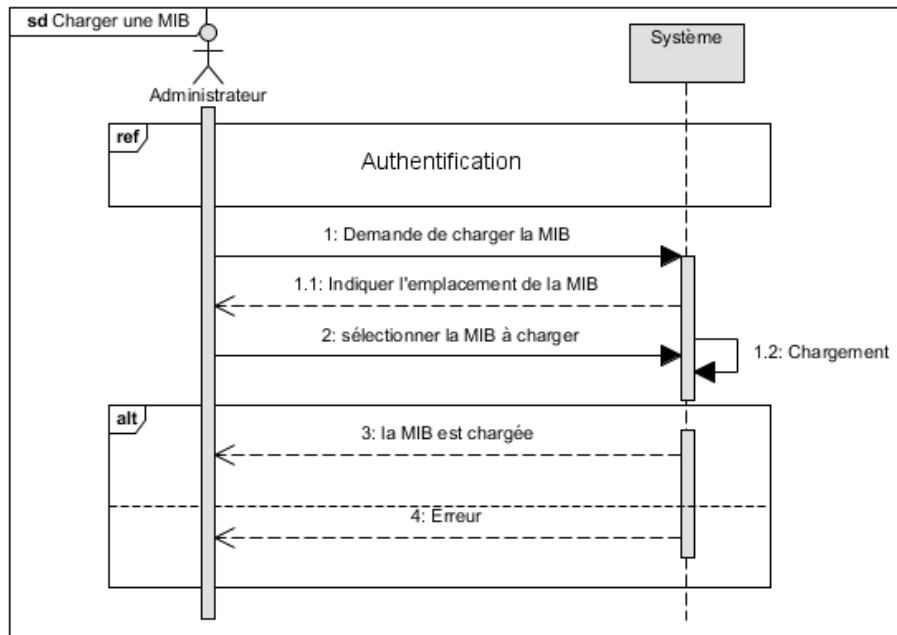 sd Charger une MIB
Système
Administrateur
ref
Authentification
1: Demande de charger la MIB
1.1: Indiquer l'emplacement de la MIB
2: sélectionner la MIB à charger
1.2: Chargement
alt
3: la MIB est chargée
4: Erreur